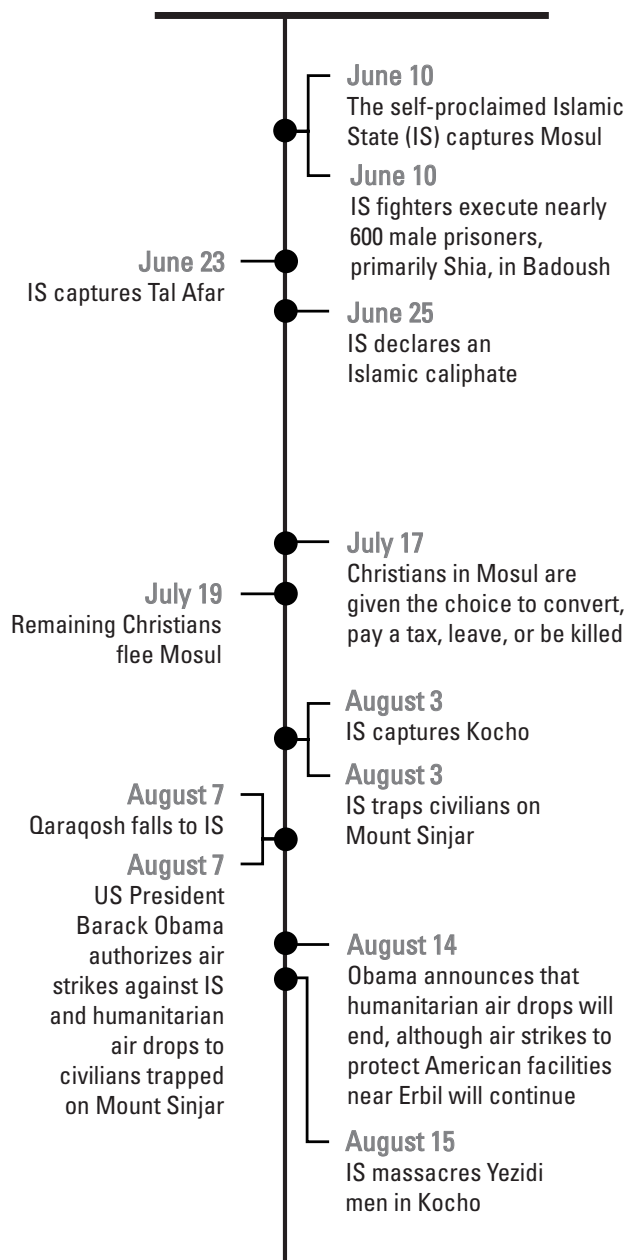 June 10
The self-proclaimed Islamic
State (IS) captures Mosul
June 10
IS fighters execute nearly
600 male prisoners,
primarily Shia, in Badoush
June 23
IS captures Tal Afar
June 25
IS declares an
Islamic caliphate
July 17
Christians in Mosul are
given the choice to convert,
pay a tax, leave, or be killed
July 19
Remaining Christians
flee Mosul
August 3
IS captures Kocho
August 3
IS traps civilians on
Mount Sinjar
August 7
Qaraqosh falls to IS
August 7
US President
Barack Obama
authorizes air
strikes against IS
and humanitarian
air drops to
civilians trapped
on Mount Sinjar
August 14
Obama announces that
humanitarian air drops will
end, although air strikes to
protect American facilities
near Erbil will continue
August 15
IS massacres Yezidi
men in Kocho